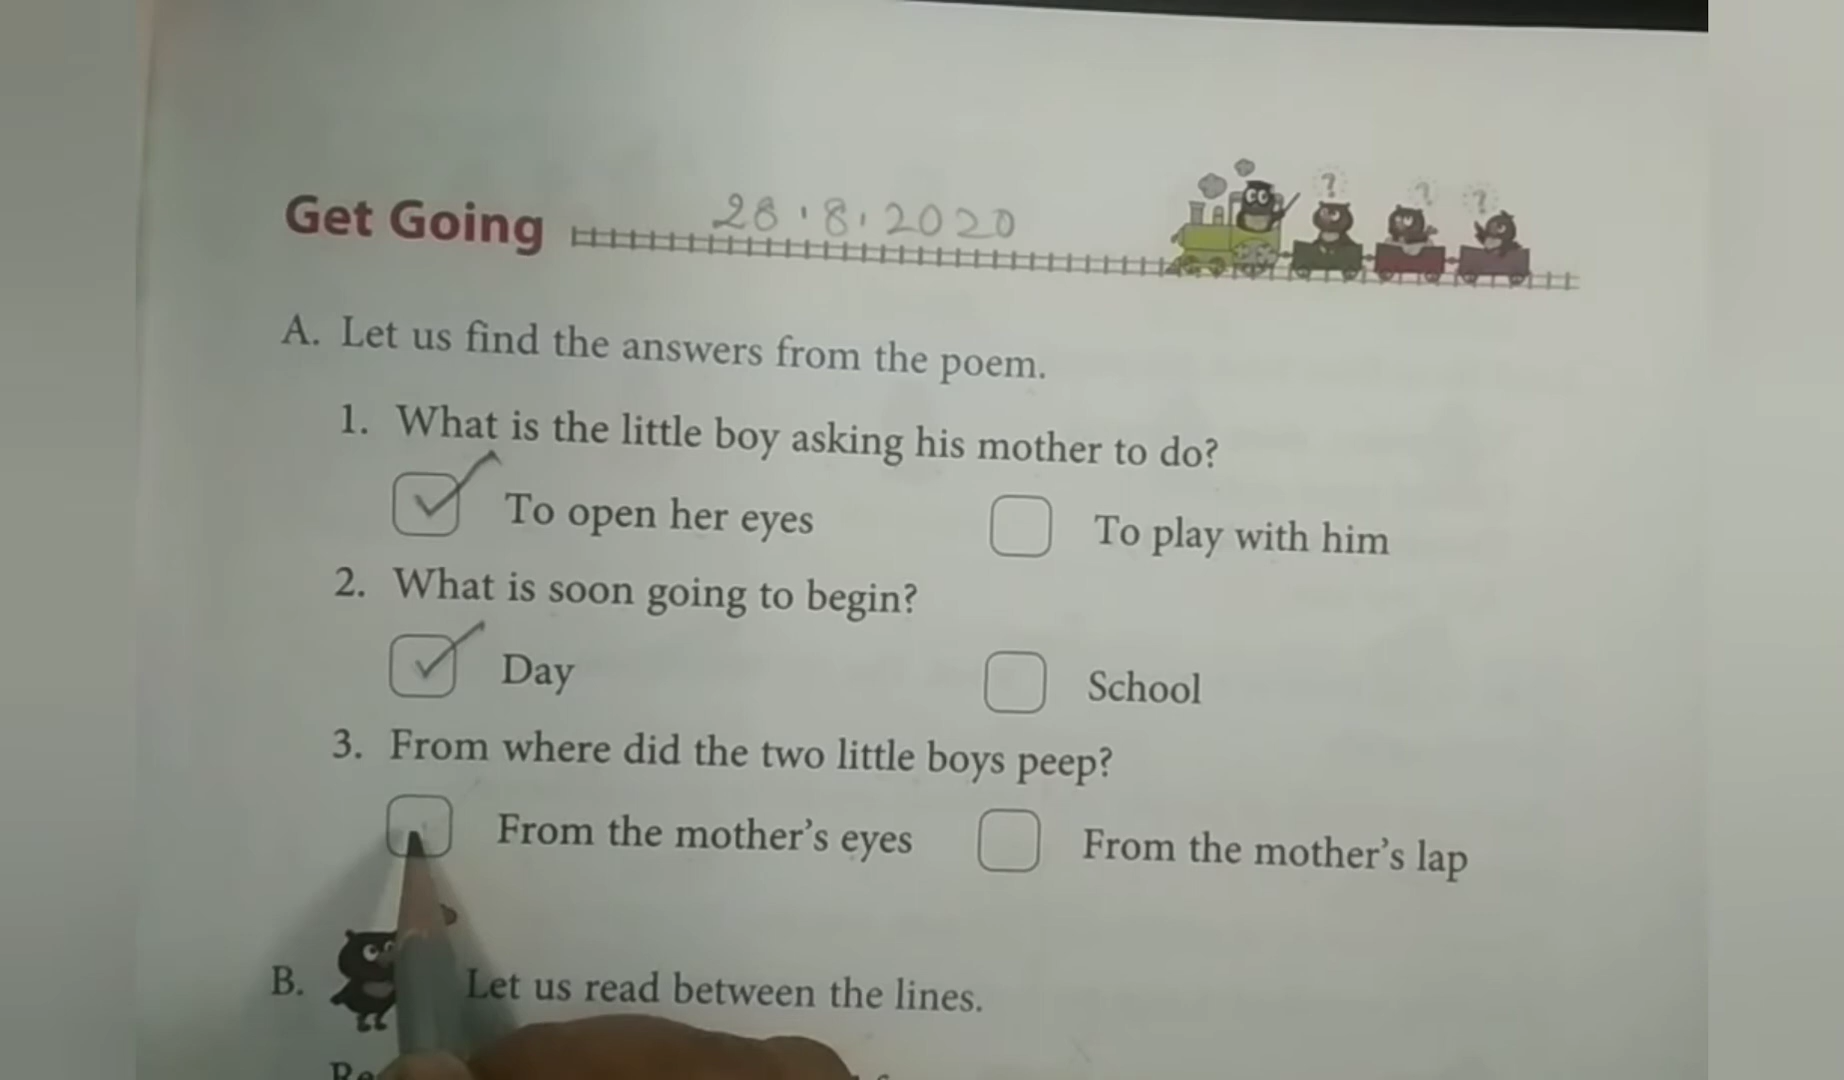 Get Going
28.8.2020
? ? ?
A. Let us find the answers from the poem.
1. What is the little boy asking his mother to do?
To open her eyes To play with him
2. What is soon going to begin?
Day School
3. From where did the two little boys peep?
From the mother's eyes From the mother's lap
B. Let us read between the lines.